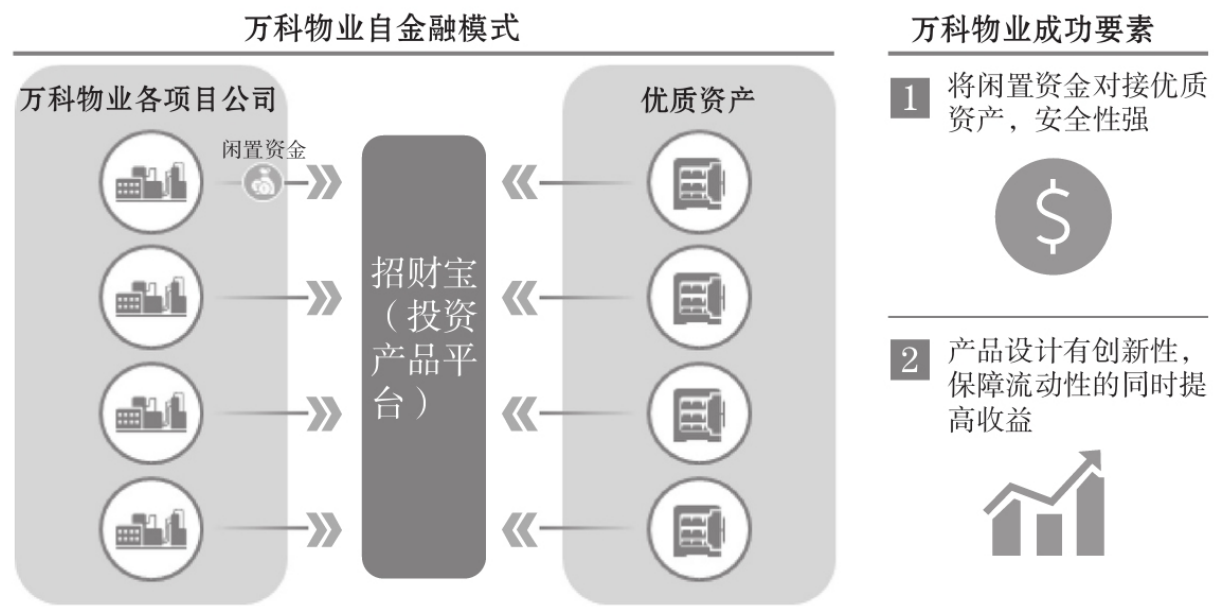 万科物业自金融模式
万科物业各项目公司
闲置资金
招财宝
（投资
产品平
台）
优质资产
万科物业成功要素
1
将闲置资金对接优质
资产，安全性强
$
2
产品设计有创新性，
保障流动性的同时提
高收益